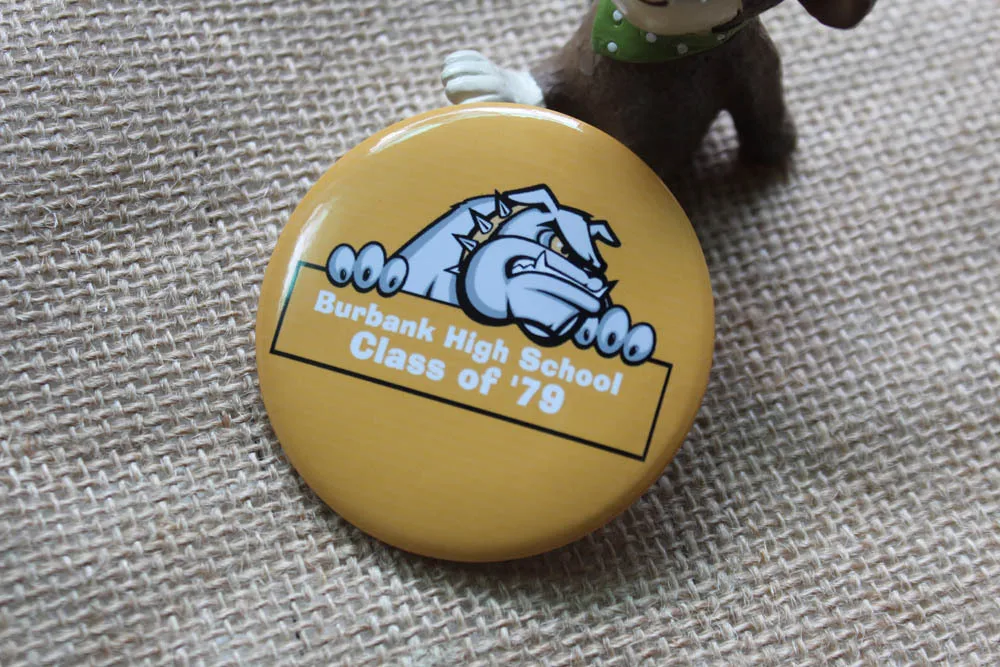 Burbank High School
Class of '79